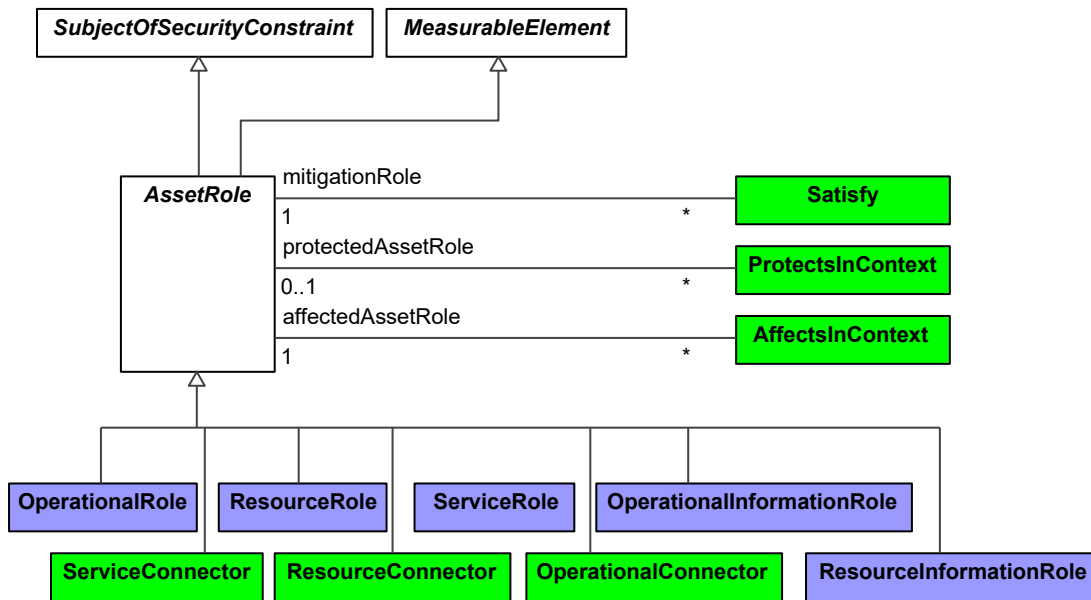 SubjectOfSecurityConstraint
MeasurableElement
AssetRole
mitigationRole
1
*
Satisfy
protectedAssetRole
0..1
*
ProtectsInContext
affectedAssetRole
1
*
AffectsInContext
OperationalRole
ResourceRole
ServiceRole
OperationalInformationRole
ServiceConnector
ResourceConnector
OperationalConnector
ResourceInformationRole